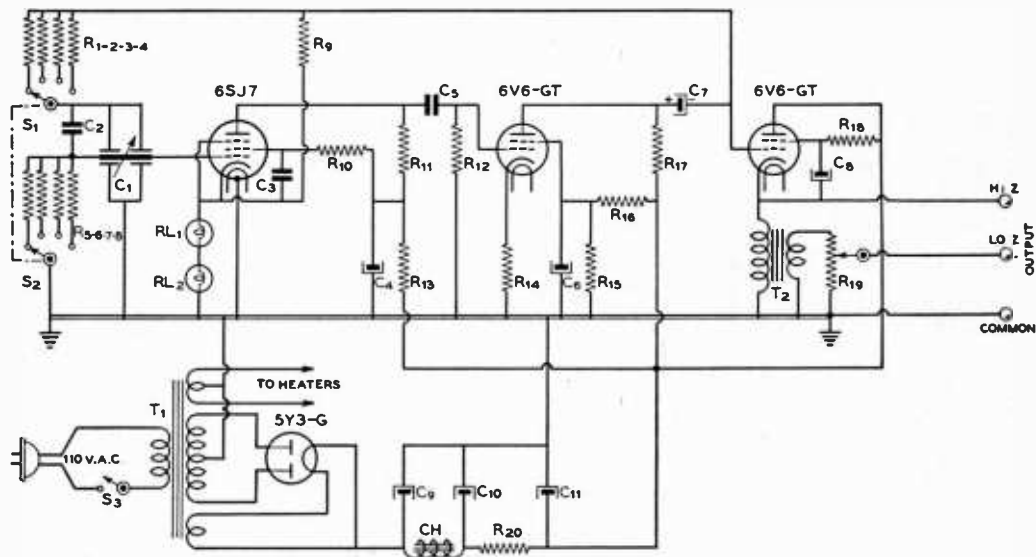 R1-2-3-4
R9
S1
C2
C1
6SJ7
C3
R10
R11
C5
R12
6V6-GT
C7
R17
6V6-GT
R18
C8
R5-6-7-8
S2
RL1
RL2
C4
R13
R14
C6
R15
R16
T2
R19
HI Z
LO Z
OUTPUT
COMMON
TO HEATERS
T1
5Y3-G
110 V.A.C.
S3
C9
C10
C11
CH
R20